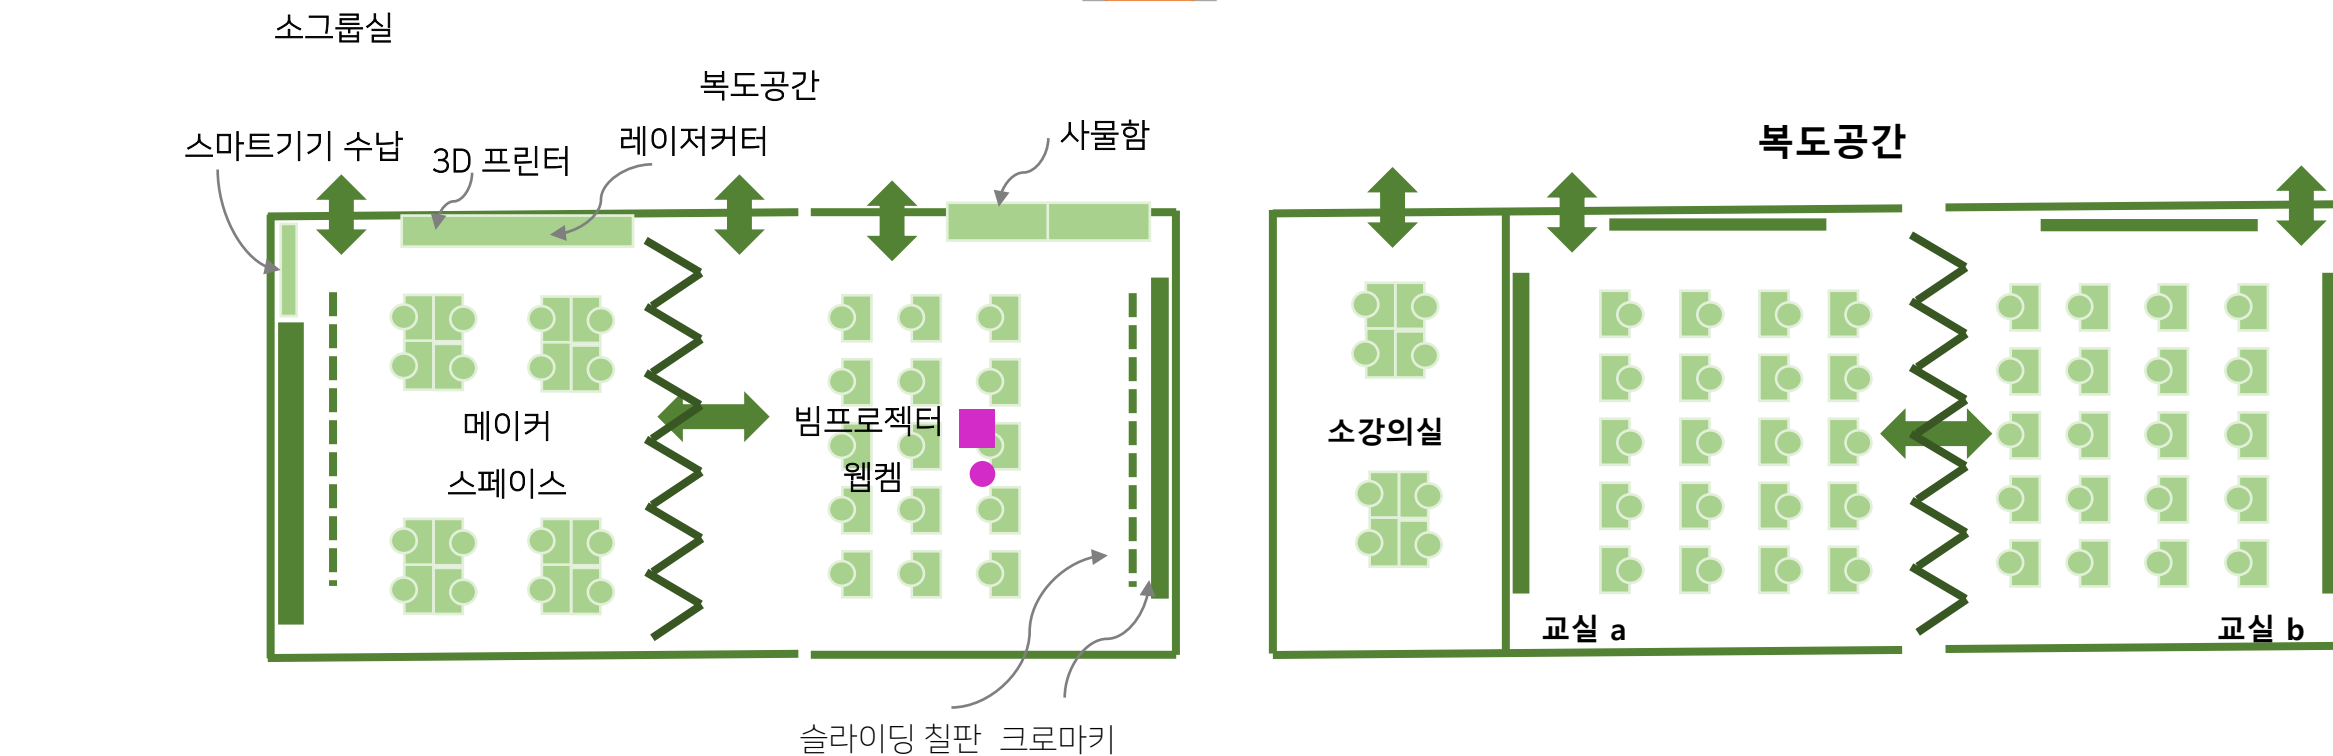 소그룹실
복도공간
스마트기기 수납
3D 프린터
레이저커터
사물함
복도공간
메이커
스페이스
빔프로젝터
웹켐
소강의실
교실 a
교실 b
슬라이딩 칠판
크로마키